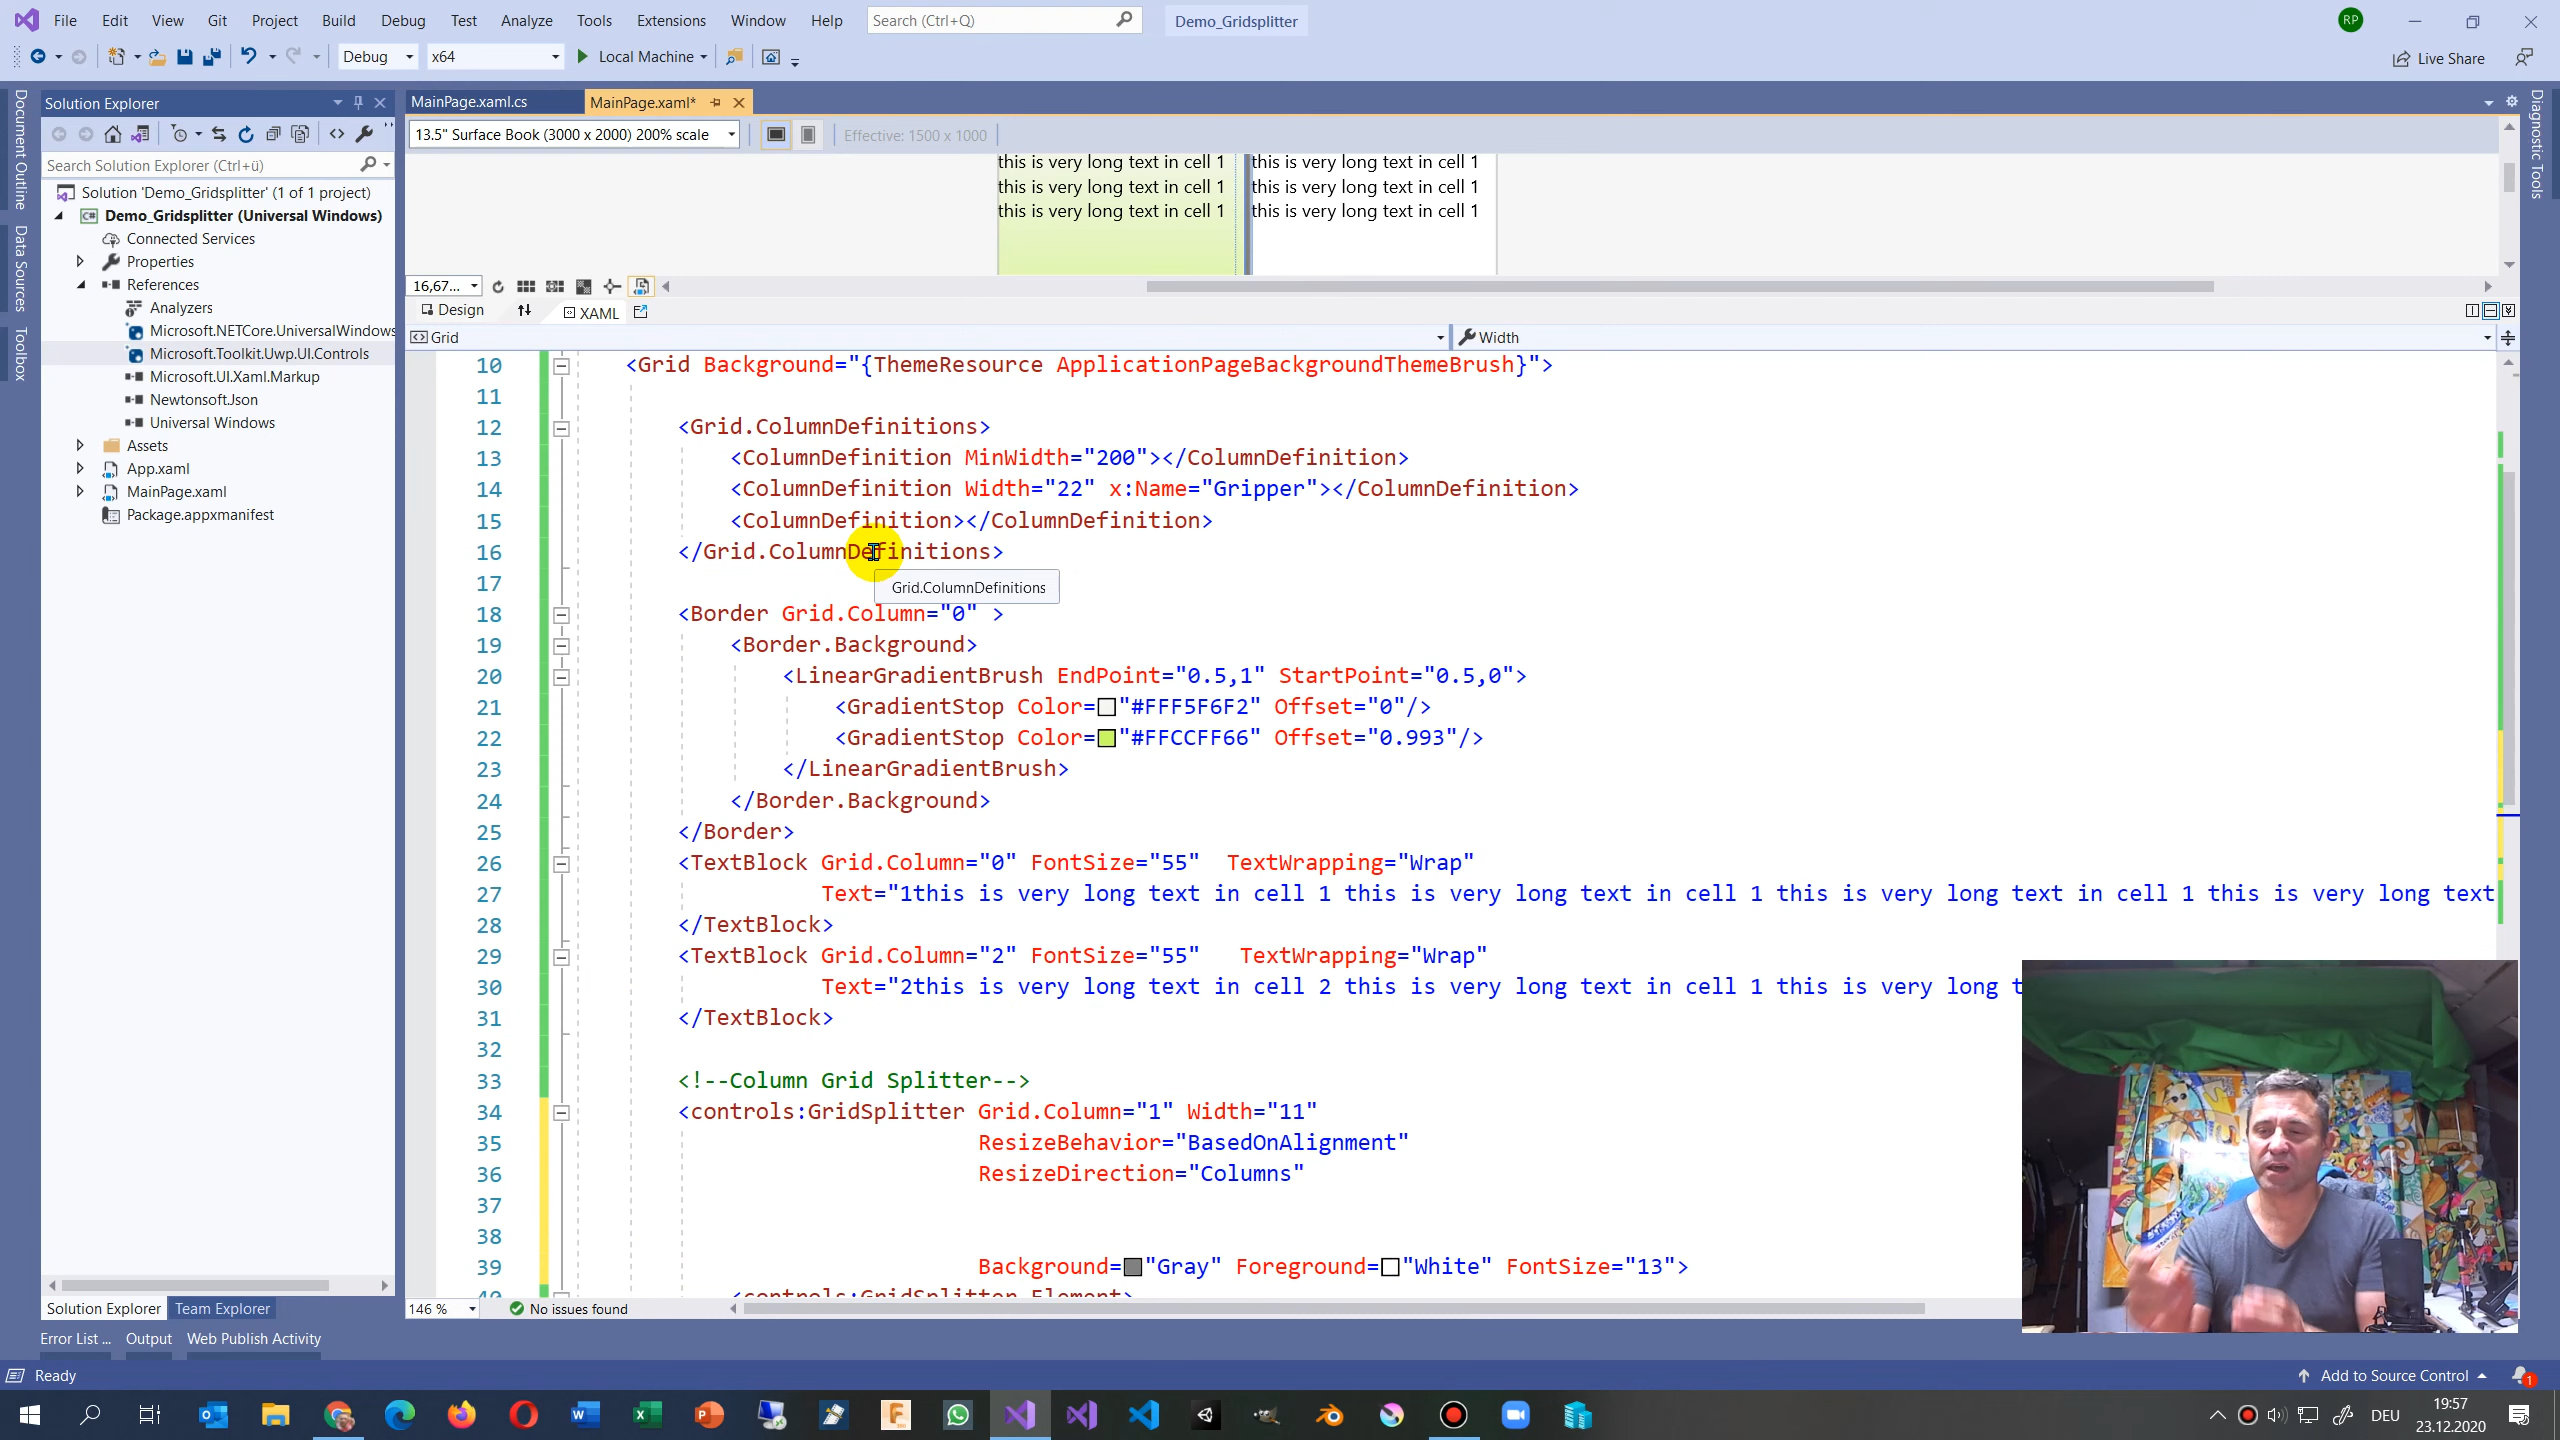 File Edit View Git Project Build Debug Test Analyze Tools Extensions Window Help Search (Ctrl+Q) Demo_Gridsplitter RP
Debug x64 Local Machine Live Share
Document Outline
Data Sources
Toolbox
Solution Explorer
Search Solution Explorer (Ctrl+ü)
Solution 'Demo_Gridsplitter' (1 of 1 project)
Demo_Gridsplitter (Universal Windows)
Connected Services
Properties
References
Analyzers
Microsoft.NETCore.UniversalWindows
Microsoft.Toolkit.Uwp.UI.Controls
Microsoft.UI.Xaml.Markup
Newtonsoft.Json
Universal Windows
Assets
App.xaml
MainPage.xaml
Package.appxmanifest
Solution Explorer Team Explorer
MainPage.xaml.cs MainPage.xaml*
13.5" Surface Book (3000 x 2000) 200% scale Effective: 1500 x 1000
this is very long text in cell 1 this is very long text in cell 1
this is very long text in cell 1 this is very long text in cell 1
this is very long text in cell 1 this is very long text in cell 1
16,67...
Design XAML
Grid Width
10 <Grid Background="{ThemeResource ApplicationPageBackgroundThemeBrush}">
11
12 <Grid.ColumnDefinitions>
13 <ColumnDefinition MinWidth="200"></ColumnDefinition>
14 <ColumnDefinition Width="22" x:Name="Gripper"></ColumnDefinition>
15 <ColumnDefinition></ColumnDefinition>
16 </Grid.ColumnDefinitions>
Grid.ColumnDefinitions
17
18 <Border Grid.Column="0" >
19 <Border.Background>
20 <LinearGradientBrush EndPoint="0.5,1" StartPoint="0.5,0">
21 <GradientStop Color="#FFF5F6F2" Offset="0"/>
22 <GradientStop Color="#FFCCFF66" Offset="0.993"/>
23 </LinearGradientBrush>
24 </Border.Background>
25 </Border>
26 <TextBlock Grid.Column="0" FontSize="55" TextWrapping="Wrap"
27 Text="1this is very long text in cell 1 this is very long text in cell 1 this is very long text in cell 1 this is very long text
28 </TextBlock>
29 <TextBlock Grid.Column="2" FontSize="55" TextWrapping="Wrap"
30 Text="2this is very long text in cell 2 this is very long text in cell 1 this is very long t
31 </TextBlock>
32
33 <!--Column Grid Splitter-->
34 <controls:GridSplitter Grid.Column="1" Width="11"
35 ResizeBehavior="BasedOnAlignment"
36 ResizeDirection="Columns"
37
38
39 Background="Gray" Foreground="White" FontSize="13">
40 <controls:GridSplitter.Element>
146 % No issues found
Diagnostic Tools
Error List ... Output Web Publish Activity
Ready Add to Source Control 1
DEU 19:57
23.12.2020